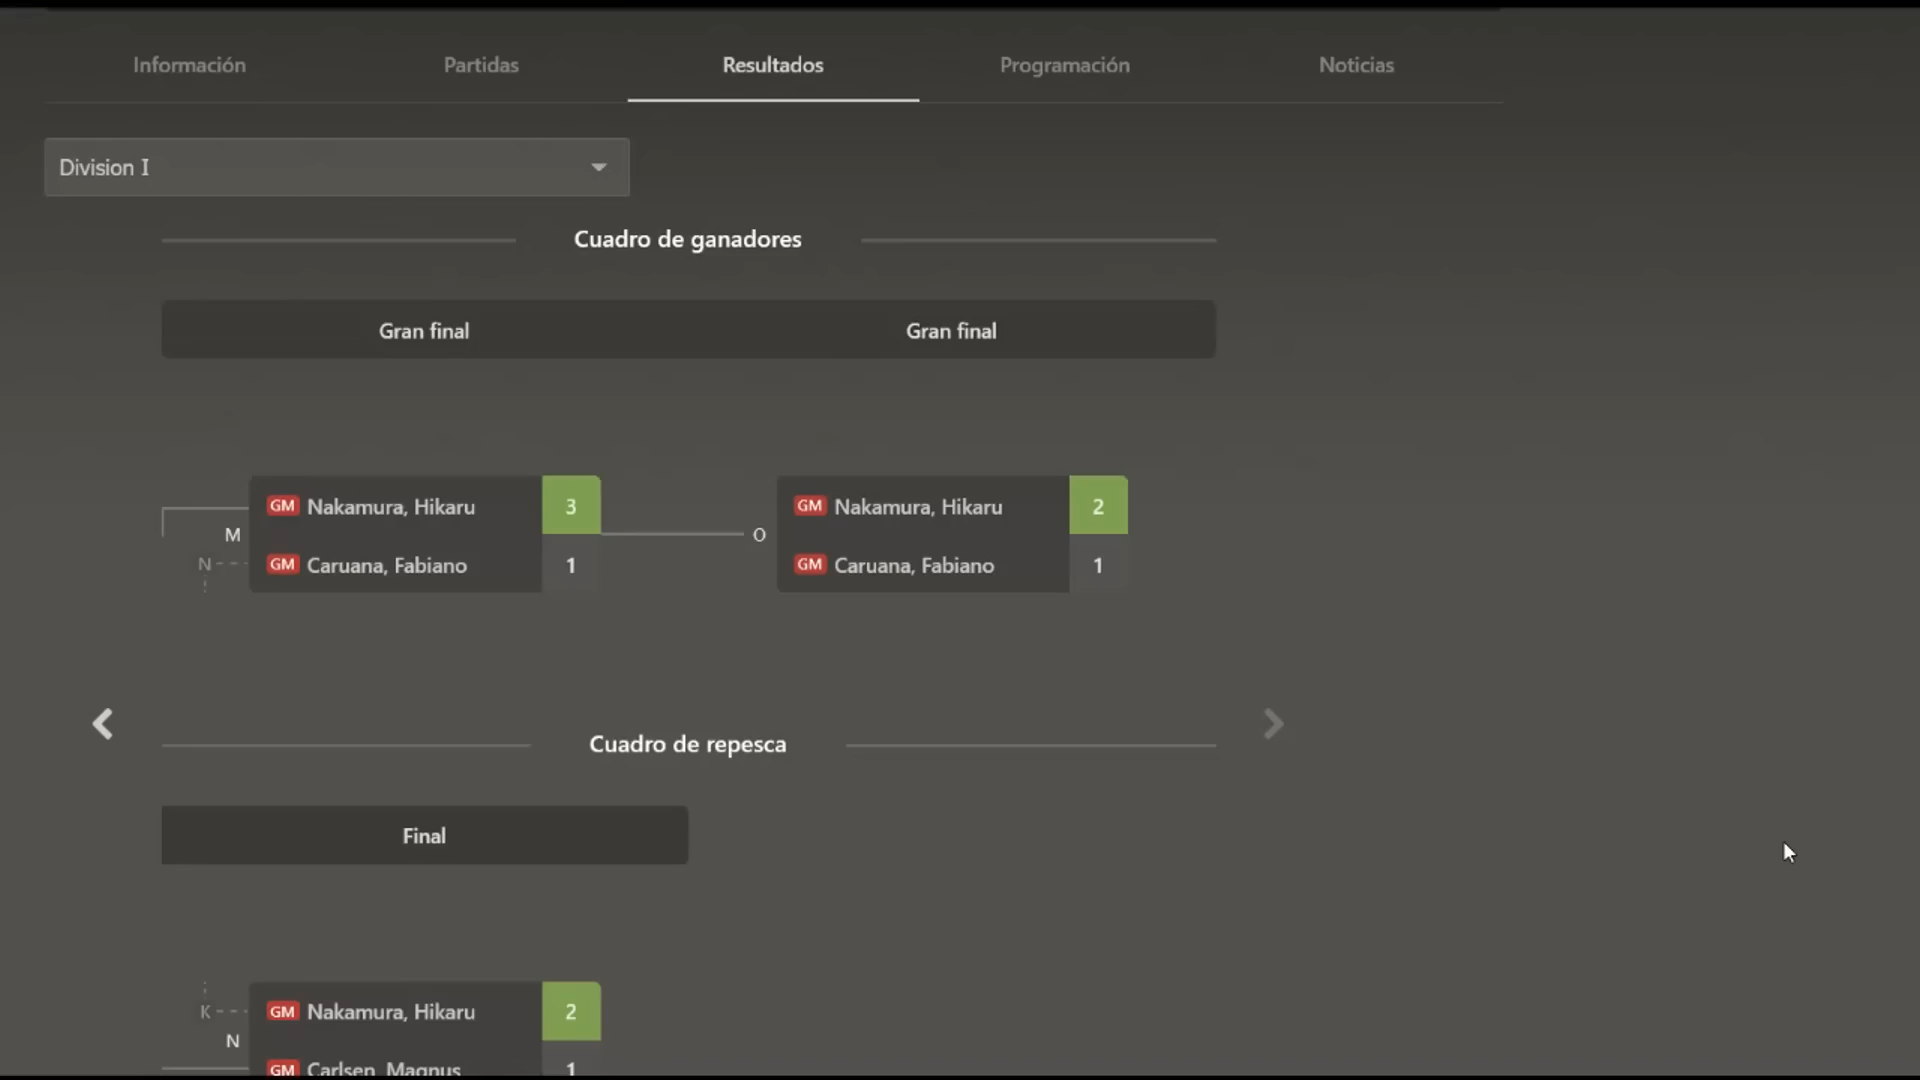 Información
Partidas
Resultados
Programación
Noticias
Division I
Cuadro de ganadores
Gran final
Gran final
M
N
GM Nakamura, Hikaru 3
GM Caruana, Fabiano 1
O
GM Nakamura, Hikaru 2
GM Caruana, Fabiano 1
Cuadro de repesca
Final
K
N
GM Nakamura, Hikaru 2
GM Carlsen, Magnus 1